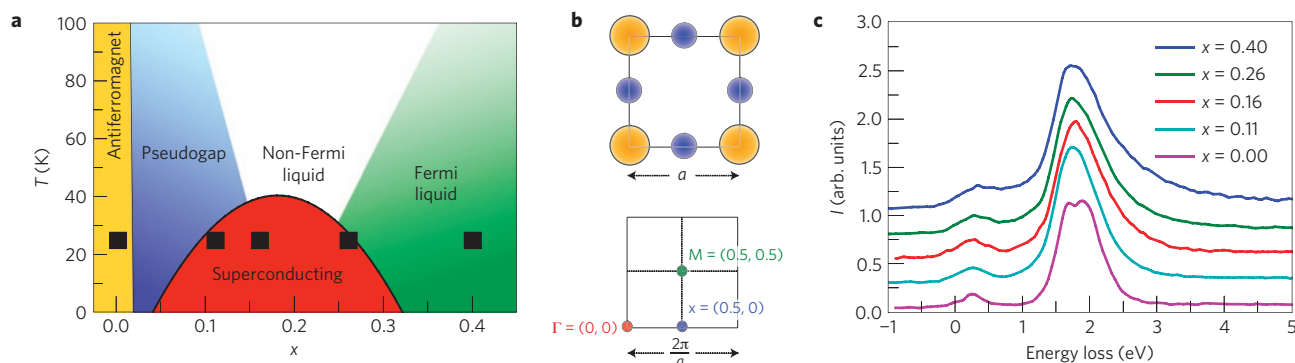 a
100
80
60
40
20
0
T (K)
Antiferromagnet
Pseudogap
Non-Fermi
liquid
Fermi
liquid
Superconducting
0.0
0.1
0.2
0.3
0.4
x
b
a
M = (0.5, 0.5)
x = (0.5, 0)
Γ = (0, 0)
2π
a
c
3.0
2.5
2.0
1.5
1.0
0.5
0.0
I (arb. units)
x = 0.40
x = 0.26
x = 0.16
x = 0.11
x = 0.00
−1
0
1
2
3
4
5
Energy loss (eV)